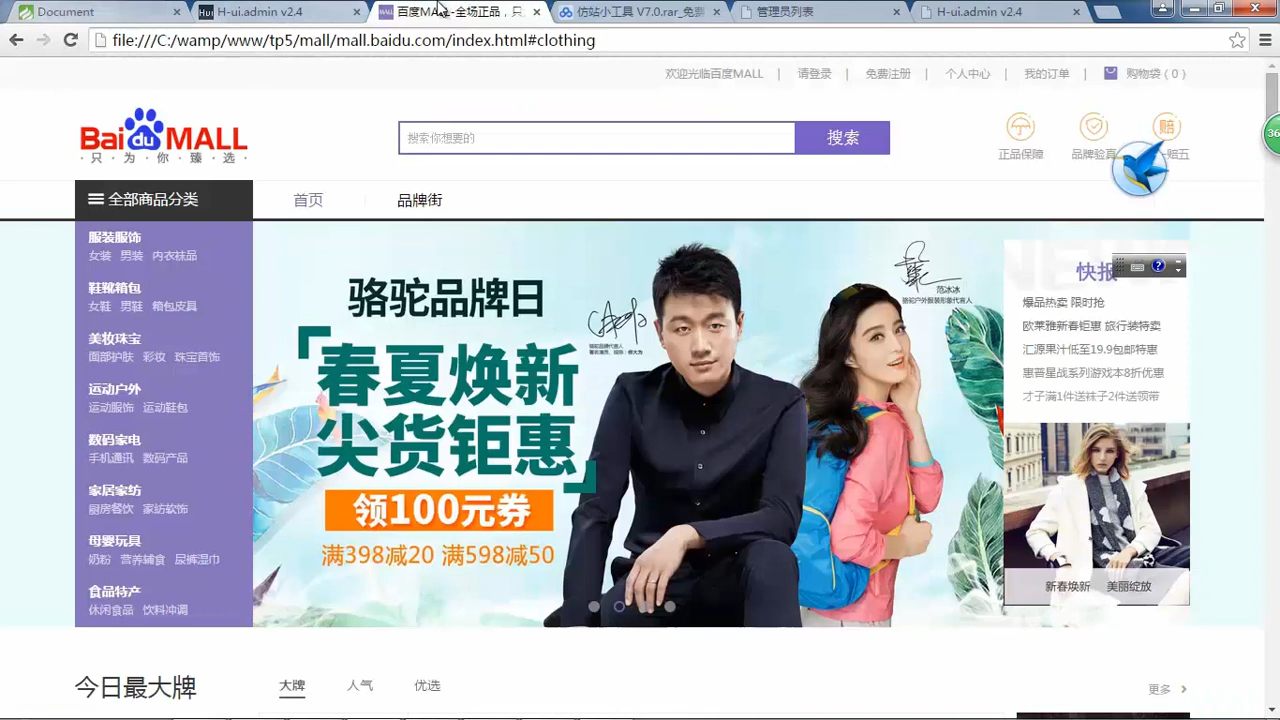 Document
H-ui.admin v2.4
百度MALL-全场正品，只
仿站小工具 V7.0.rar_免费
管理员列表
H-ui.admin v2.4
file:///C:/wamp/www/tp5/mall/mall.baidu.com/index.html#clothing
欢迎光临百度MALL | 请登录 | 免费注册 | 个人中心 | 我的订单 | 购物袋 ( 0 )
Bai du MALL
·只·为·你·臻·选·
搜索你想要的
搜索
正品保障
品牌验真
赔
一赔五
36
全部商品分类
首页
品牌街
服装服饰
女装 男装 内衣袜品
鞋靴箱包
女鞋 男鞋 箱包皮具
美妆珠宝
面部护肤 彩妆 珠宝首饰
运动户外
运动服饰 运动鞋包
数码家电
手机通讯 数码产品
家居家纺
厨房餐饮 家纺软饰
母婴玩具
奶粉 营养辅食 尿裤湿巾
食品特产
休闲食品 饮料冲调
骆驼品牌日
春夏焕新
尖货钜惠
领100元券
满398减20 满598减50
范冰冰
骆驼户外服装形象代言人
快报
爆品热卖 限时抢
欧莱雅新春钜惠 旅行装特卖
汇源果汁低至19.9包邮特惠
惠普星战系列游戏本8折优惠
才子满1件送袜子2件送领带
新春焕新 美丽绽放
今日最大牌
大牌
人气
优选
更多